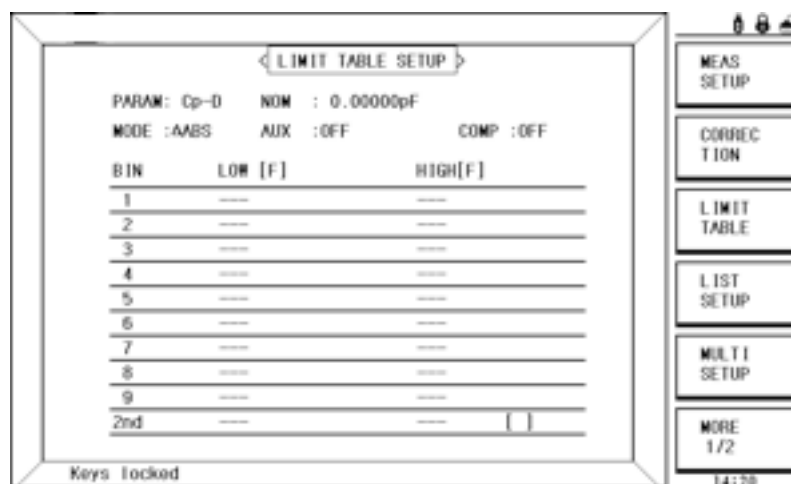 LIMIT TABLE SETUP
PARAM: Cp-D NOM : 0.00000pF
MODE :AABS AUX :OFF COMP :OFF
BIN LOW [F] HIGH[F]
1 --- ---
2 --- ---
3 --- ---
4 --- ---
5 --- ---
6 --- ---
7 --- ---
8 --- ---
9 --- ---
2nd --- --- [ ]
Keys locked
MEAS
SETUP
CORREC
TION
LIMIT
TABLE
LIST
SETUP
MULTI
SETUP
MORE
1/2
14:20